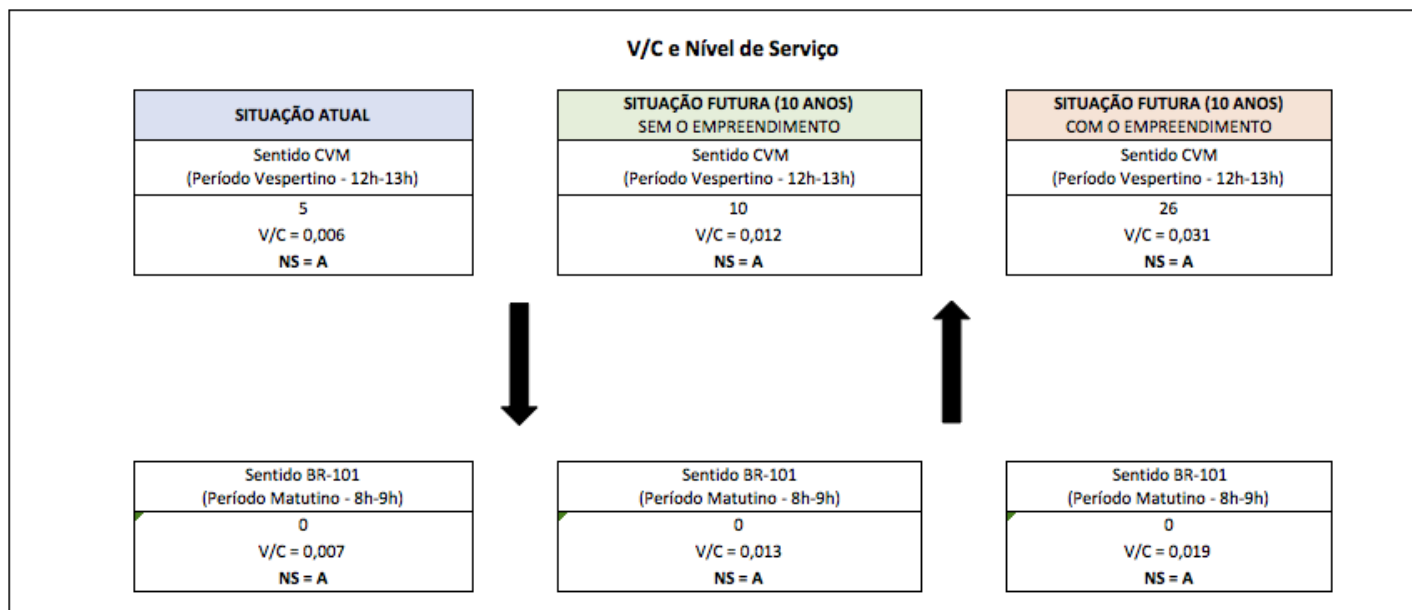 V/C e Nível de Serviço
SITUAÇÃO ATUAL
Sentido CVM
(Período Vespertino - 12h-13h)
5
V/C = 0,006
NS = A
SITUAÇÃO FUTURA (10 ANOS)
SEM O EMPREENDIMENTO
Sentido CVM
(Período Vespertino - 12h-13h)
10
V/C = 0,012
NS = A
SITUAÇÃO FUTURA (10 ANOS)
COM O EMPREENDIMENTO
Sentido CVM
(Período Vespertino - 12h-13h)
26
V/C = 0,031
NS = A
Sentido BR-101
(Período Matutino - 8h-9h)
0
V/C = 0,007
NS = A
Sentido BR-101
(Período Matutino - 8h-9h)
0
V/C = 0,013
NS = A
Sentido BR-101
(Período Matutino - 8h-9h)
0
V/C = 0,019
NS = A